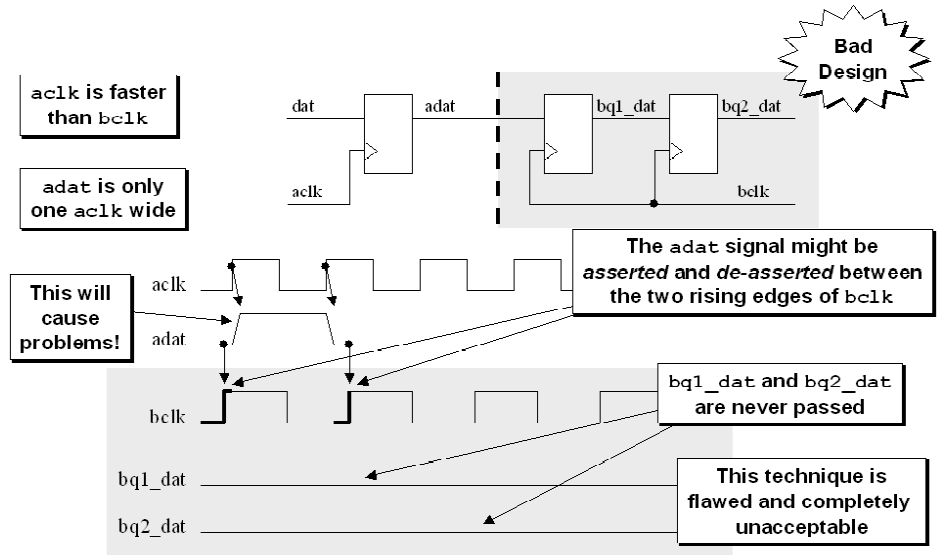 Bad
Design
aclk is faster
than bclk
dat
adat
bq1_dat
bq2_dat
adat is only
one aclk wide
aclk
bclk
The adat signal might be
asserted and de-asserted between
the two rising edges of bclk
aclk
This will
cause
problems!
adat
bq1_dat and bq2_dat
are never passed
bclk
bq1_dat
This technique is
flawed and completely
unacceptable
bq2_dat